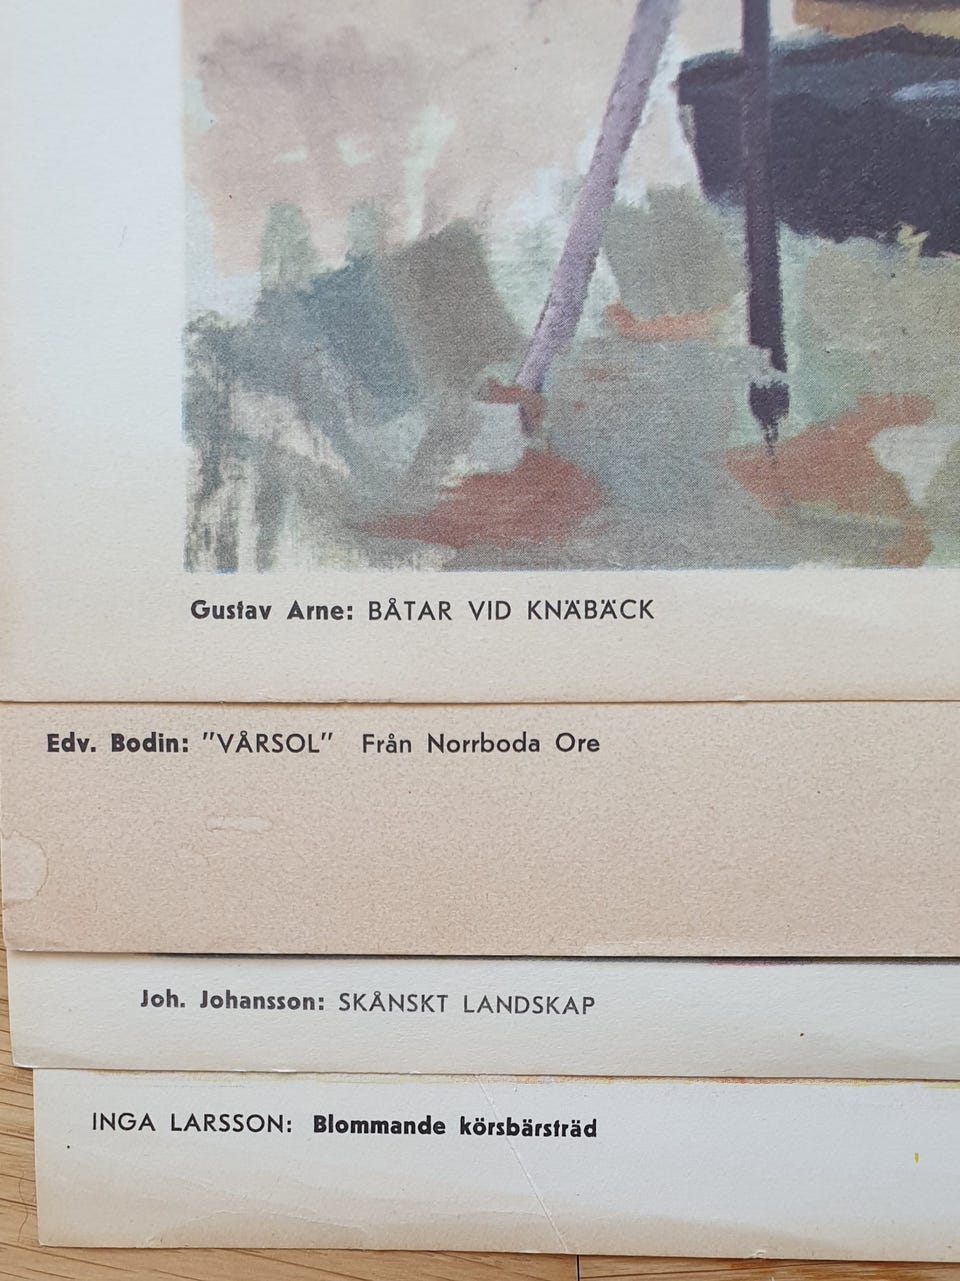 Gustav Arne: BÅTAR VID KNÄBÄCK
Edv. Bodin: "VÅRSOL" Från Norrboda Ore
Joh. Johansson: SKÅNSKT LANDSKAP
INGA LARSSON: Blommande körsbärsträd